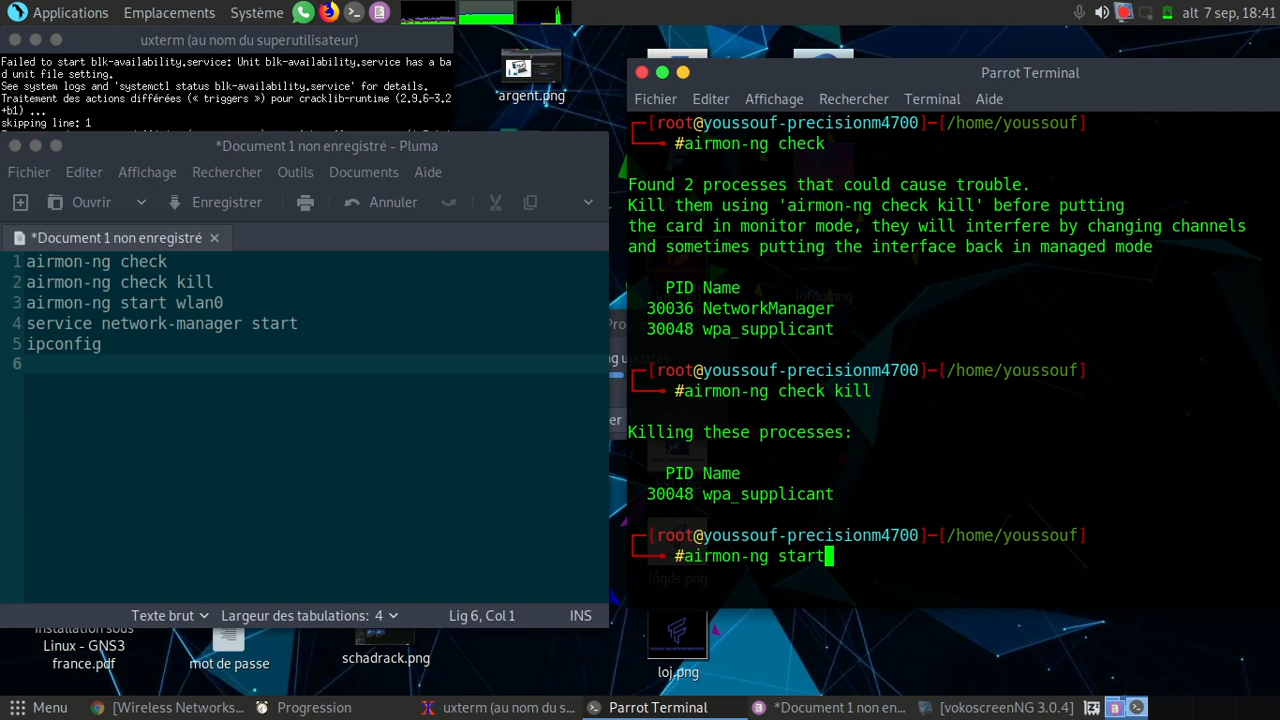 Applications Emplacements Système
alt 7 sep, 18:41
uxterm (au nom du superutilisateur)
Failed to start blk-availability.service: Unit blk-availability.service has a ba
d unit file setting.
See system logs and 'systemctl status blk-availability.service' for details.
Traitement des actions différées (« triggers ») pour cracklib-runtime (2.9.6-3.2
+b1) ...
skipping line: 1
argent.png
*Document 1 non enregistré - Pluma
Fichier Editer Affichage Rechercher Outils Documents Aide
Ouvrir Enregistrer Annuler
*Document 1 non enregistré
1 airmon-ng check
2 airmon-ng check kill
3 airmon-ng start wlan0
4 service network-manager start
5 ipconfig
6
Texte brut Largeur des tabulations: 4 Lig 6, Col 1 INS
Parrot Terminal
Fichier Editer Affichage Rechercher Terminal Aide
┌─[root@youssouf-precisionm4700]─[/home/youssouf]
└──╼ #airmon-ng check
Found 2 processes that could cause trouble.
Kill them using 'airmon-ng check kill' before putting
the card in monitor mode, they will interfere by changing channels
and sometimes putting the interface back in managed mode
PID Name
30036 NetworkManager
30048 wpa_supplicant
┌─[root@youssouf-precisionm4700]─[/home/youssouf]
└──╼ #airmon-ng check kill
Killing these processes:
PID Name
30048 wpa_supplicant
┌─[root@youssouf-precisionm4700]─[/home/youssouf]
└──╼ #airmon-ng start
Installation sous
Linux - GNS3
france.pdf
mot de passe
schadrack.png
logds.png
loj.png
Menu [Wireless Networks... Progression uxterm (au nom du s... Parrot Terminal *Document 1 non en... [vokoscreenNG 3.0.4]